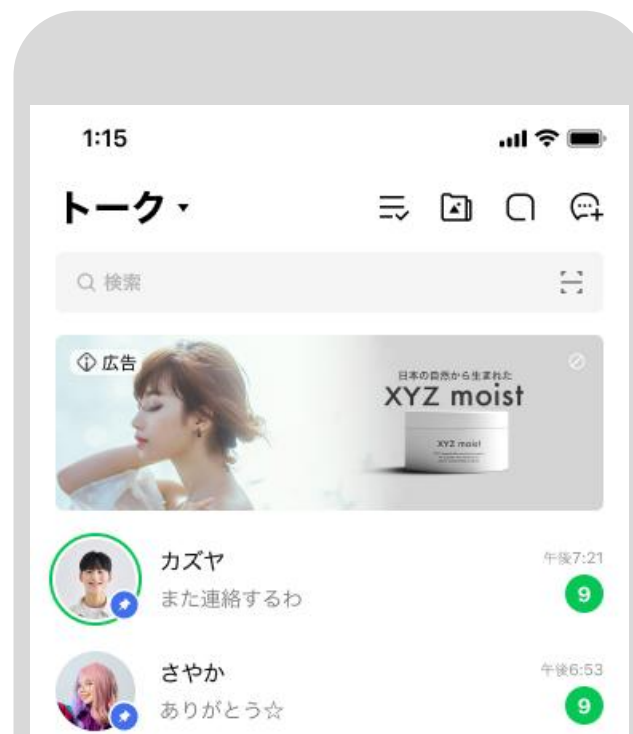 1:15
トーク
検索
広告
日本の自然から生まれた
XYZ moist
XYZ moist
カズヤ
午後7:21
また連絡するわ
9
さやか
午後6:53
ありがとう☆
9